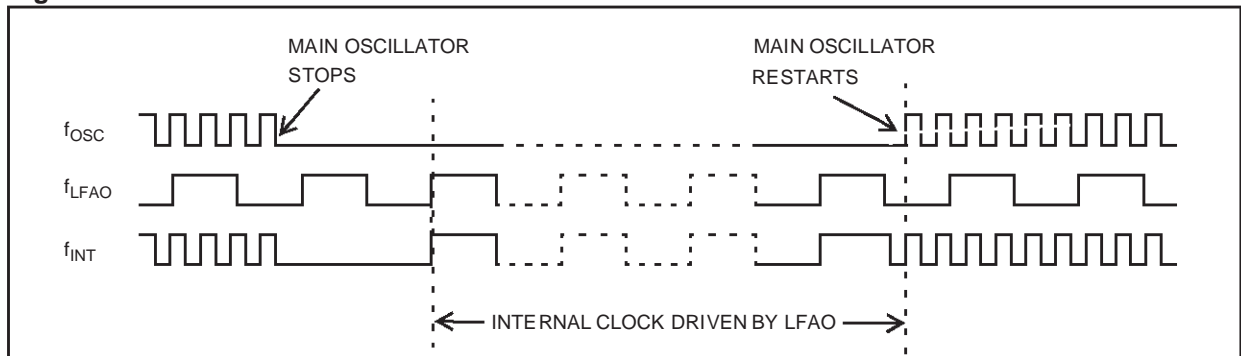 MAIN OSCILLATOR
STOPS
MAIN OSCILLATOR
RESTARTS
fOSC
fLFAO
fINT
INTERNAL CLOCK DRIVEN BY LFAO